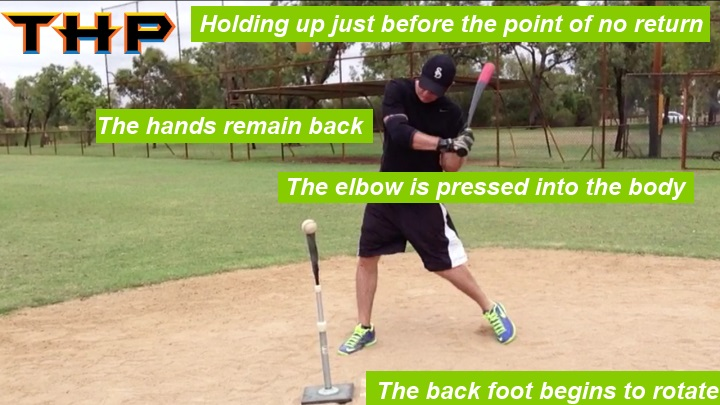 THP
Holding up just before the point of no return
The hands remain back
The elbow is pressed into the body
The back foot begins to rotate